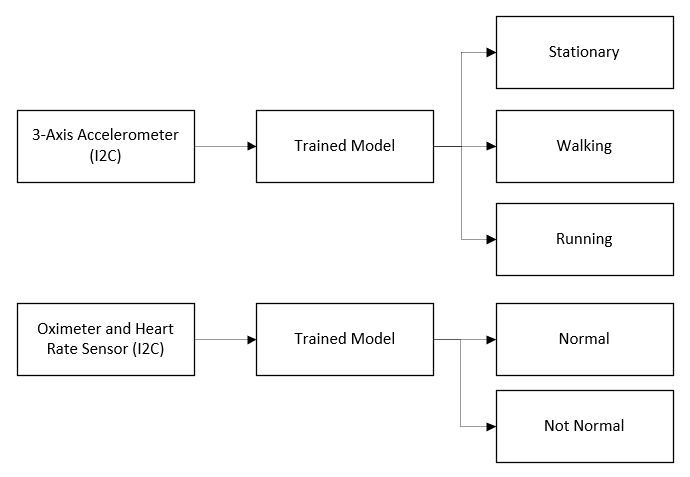 Stationary
3-Axis Accelerometer
(I2C)
Trained Model
Walking
Running
Oximeter and Heart
Rate Sensor (I2C)
Trained Model
Normal
Not Normal